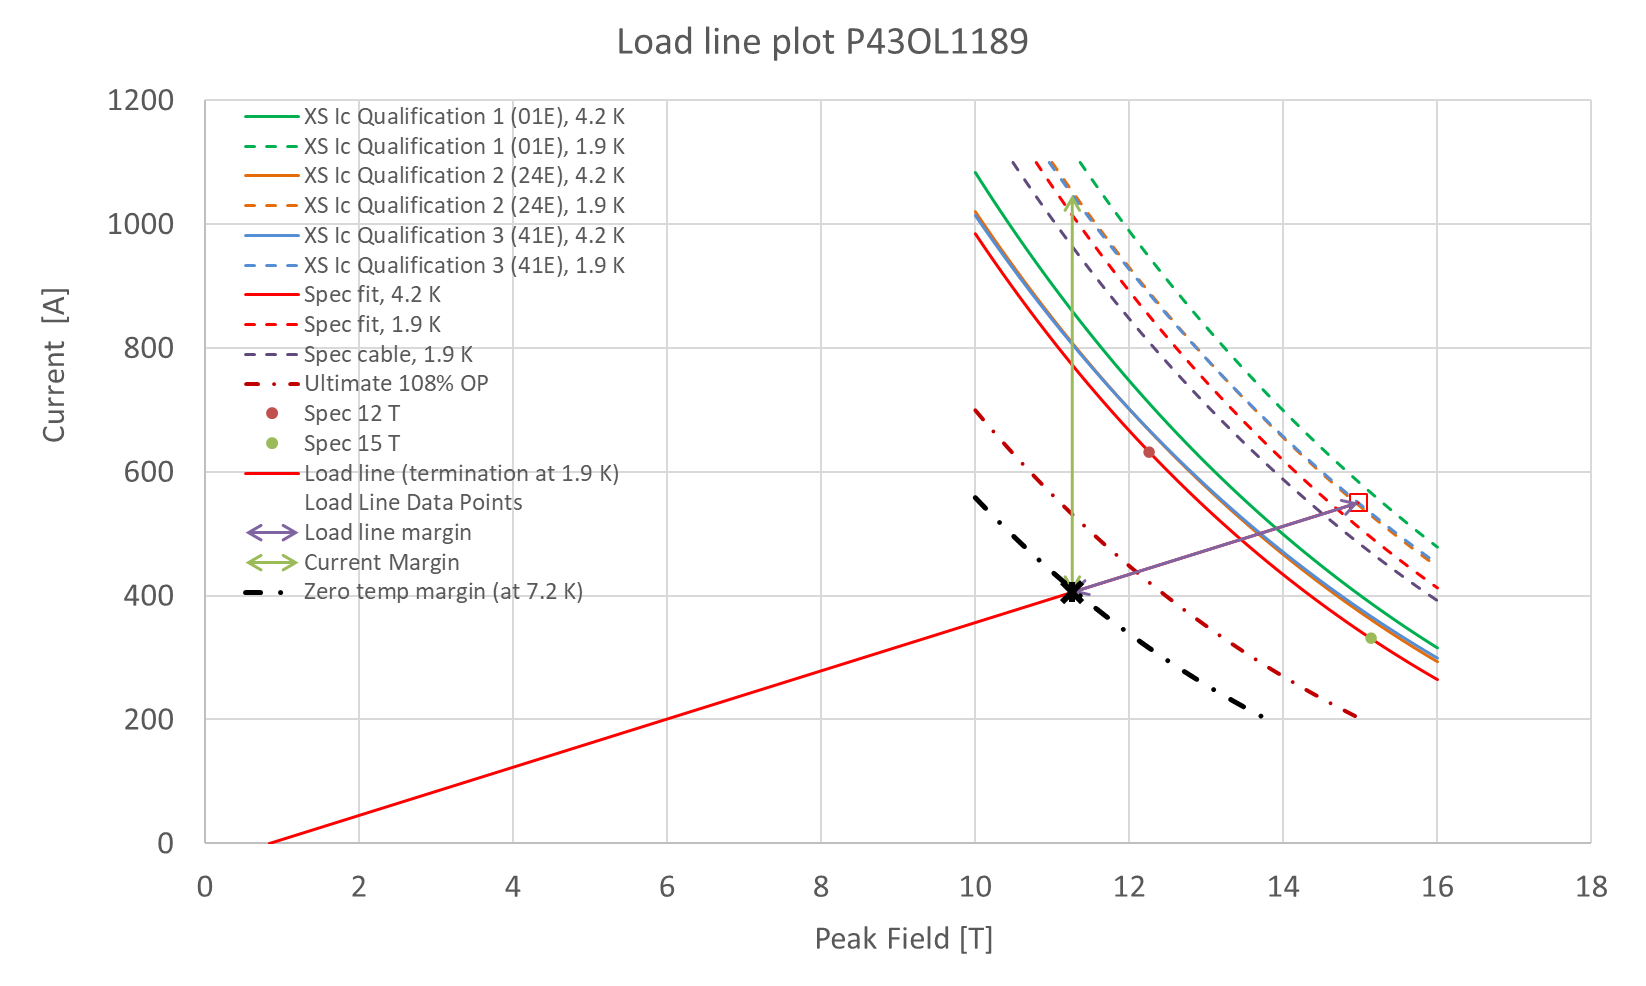 Load line plot P43OL1189
1200
1000
800
600
400
200
0
Current [A]
XS Ic Qualification 1 (01E), 4.2 K
XS Ic Qualification 1 (01E), 1.9 K
XS Ic Qualification 2 (24E), 4.2 K
XS Ic Qualification 2 (24E), 1.9 K
XS Ic Qualification 3 (41E), 4.2 K
XS Ic Qualification 3 (41E), 1.9 K
Spec fit, 4.2 K
Spec fit, 1.9 K
Spec cable, 1.9 K
Ultimate 108% OP
Spec 12 T
Spec 15 T
Load line (termination at 1.9 K)
Load Line Data Points
Load line margin
Current Margin
Zero temp margin (at 7.2 K)
0 2 4 6 8 10 12 14 16 18
Peak Field [T]